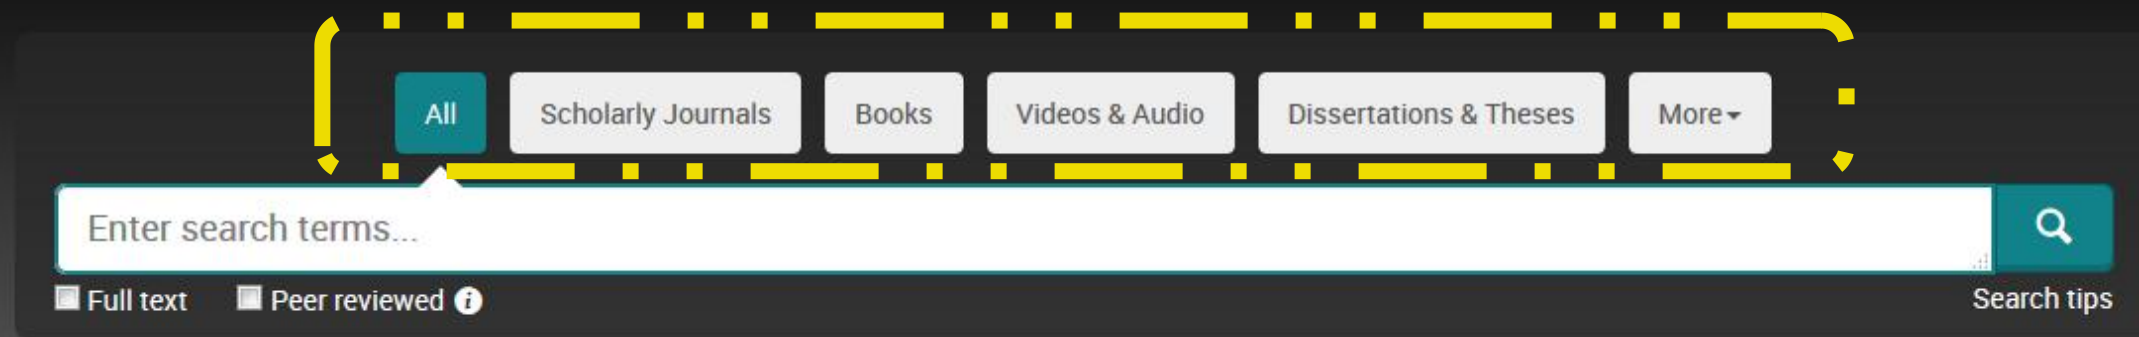 All Scholarly Journals Books Videos & Audio Dissertations & Theses More
Enter search terms...
Full text Peer reviewed Search tips